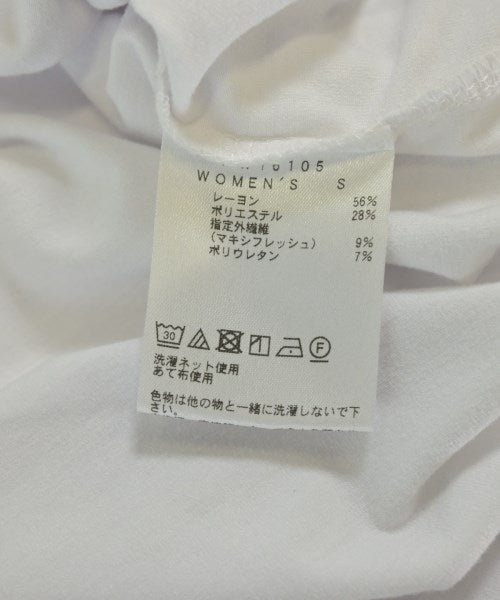 6105
WOMEN'S S
レーヨン 56%
ポリエステル 28%
指定外繊維
(マキシフレッシュ) 9%
ポリウレタン 7%
30 F
洗濯ネット使用
あて布使用
色物は他の物と一緒に洗濯しないで下
さい。